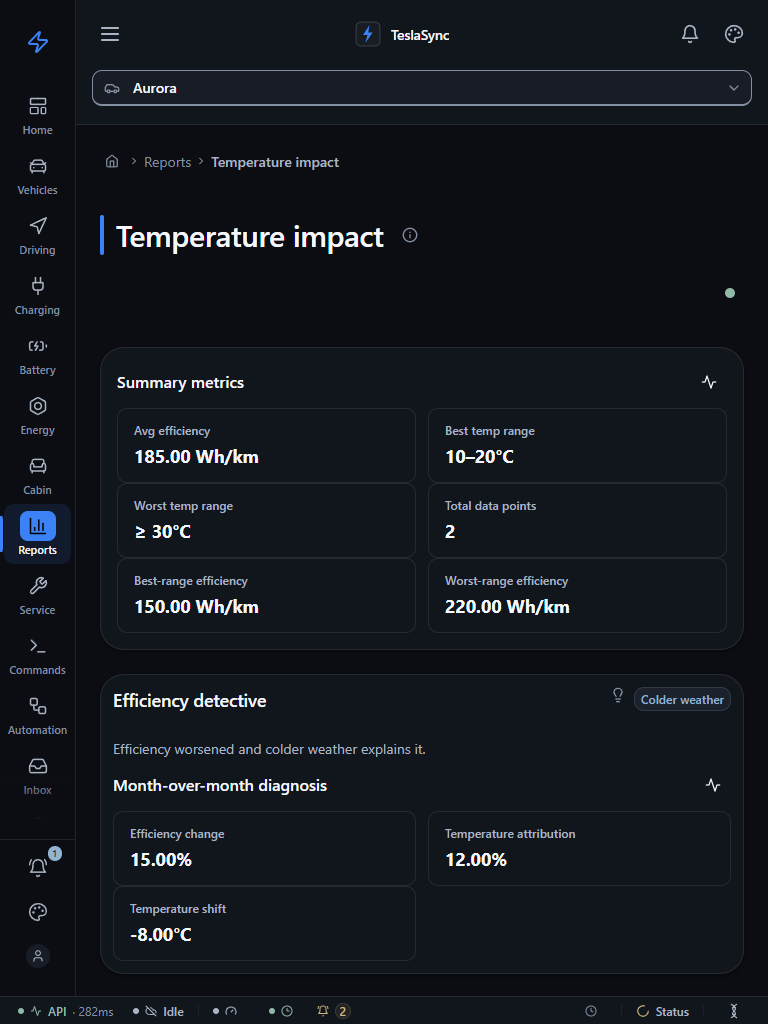 TeslaSync
Aurora
Home
Vehicles
Driving
Charging
Battery
Energy
Cabin
Reports
Service
Commands
Automation
Inbox
1
Reports
Temperature impact
Temperature impact
Summary metrics
Avg efficiency
185.00 Wh/km
Best temp range
10–20°C
Worst temp range
≥ 30°C
Total data points
2
Best-range efficiency
150.00 Wh/km
Worst-range efficiency
220.00 Wh/km
Efficiency detective
Colder weather
Efficiency worsened and colder weather explains it.
Month-over-month diagnosis
Efficiency change
15.00%
Temperature attribution
12.00%
Temperature shift
-8.00°C
API · 282ms
Idle
2
Status